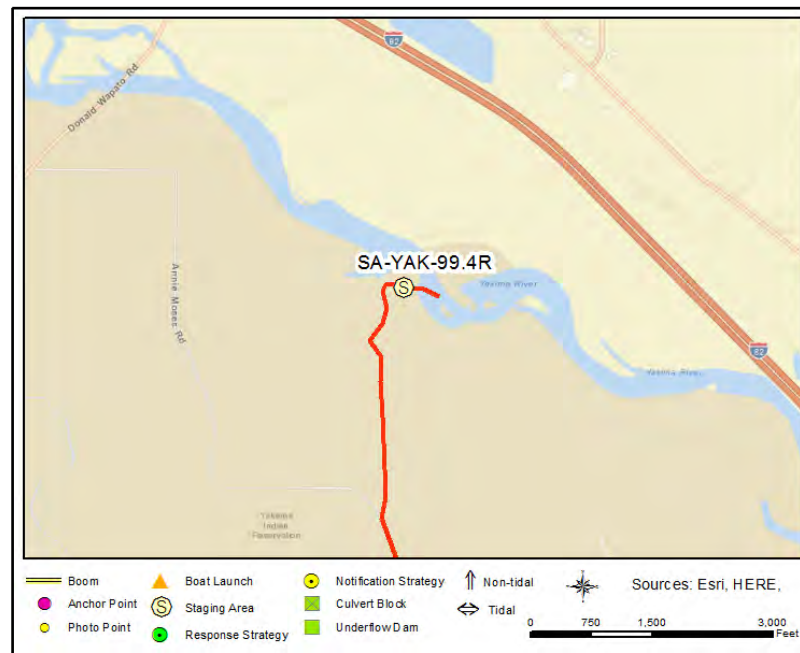 82
Donald Wapato Rd
SA-YAK-99.4R
Annie Moses Rd
Yakima River
82
Yakima River
Yakama
Indian
Reservation
Boom
Anchor Point
Photo Point
Boat Launch
S Staging Area
Response Strategy
Notification Strategy
Culvert Block
Underflow Dam
Non-tidal
Tidal
Sources: Esri, HERE,
0 750 1,500 3,000
Feet
S